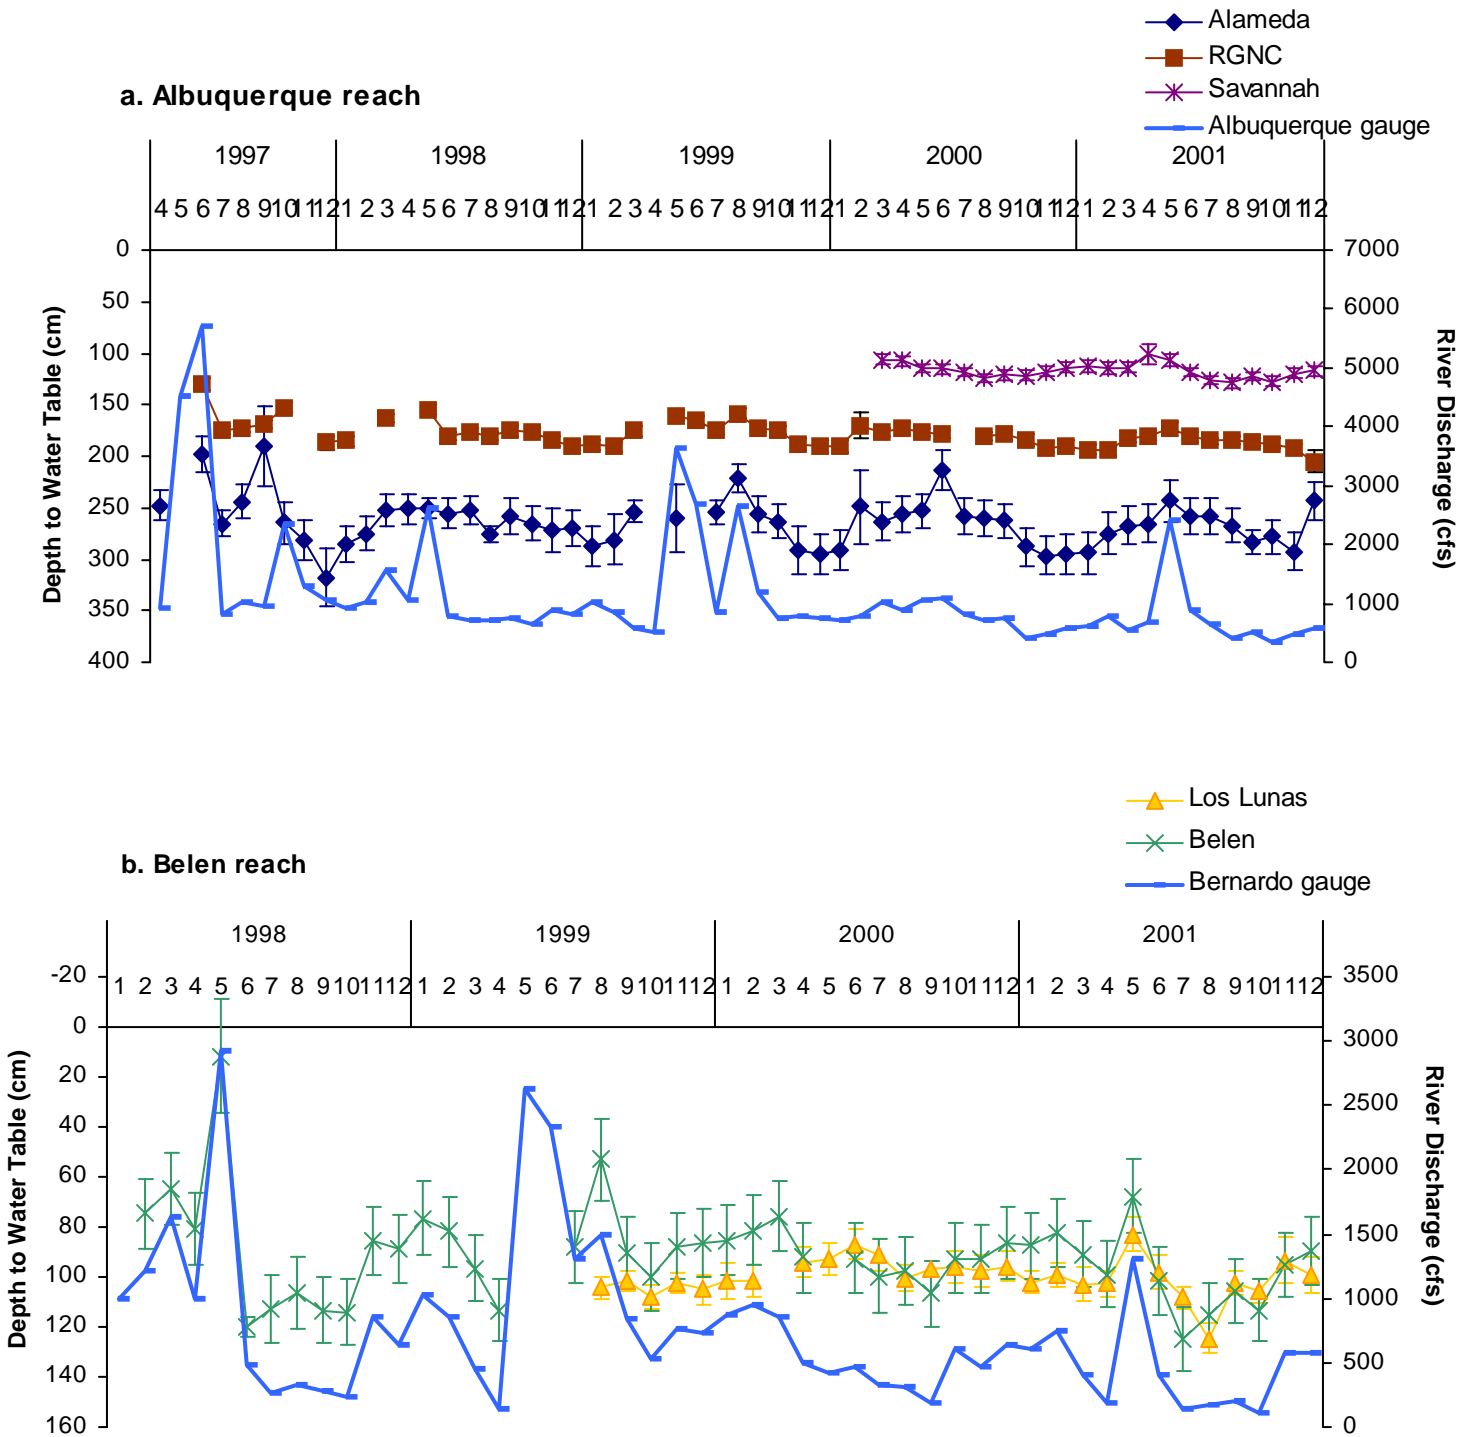 Alameda
RGNC
Savannah
Albuquerque gauge
a. Albuquerque reach
1997 1998 1999 2000 2001
4 5 6 7 8 9 10 11 12 1 2 3 4 5 6 7 8 9 10 11 12 1 2 3 4 5 6 7 8 9 10 11 12 1 2 3 4 5 6 7 8 9 10 11 12 1 2 3 4 5 6 7 8 9 10 11 12
0 7000
50 6000
100 5000
150 4000
200 3000
250 2000
300 1000
350 0
400
Depth to Water Table (cm)
River Discharge (cfs)
Los Lunas
Belen
Bernardo gauge
b. Belen reach
1998 1999 2000 2001
1 2 3 4 5 6 7 8 9 10 11 12 1 2 3 4 5 6 7 8 9 10 11 12 1 2 3 4 5 6 7 8 9 10 11 12 1 2 3 4 5 6 7 8 9 10 11 12
-20 3500
0 3000
20 2500
40 2000
60 1500
80 1000
100 500
120 0
140
160
Depth to Water Table (cm)
River Discharge (cfs)